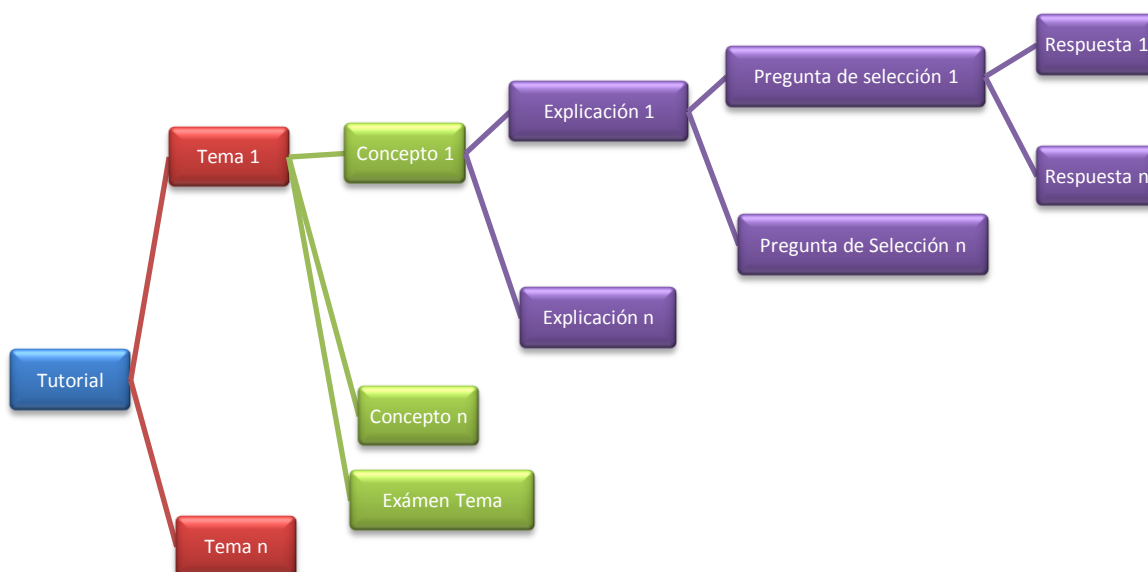 Respuesta 1
Pregunta de selección 1
Explicación 1
Tema 1
Concepto 1
Respuesta n
Pregunta de Selección n
Explicación n
Tutorial
Concepto n
Exámen Tema
Tema n